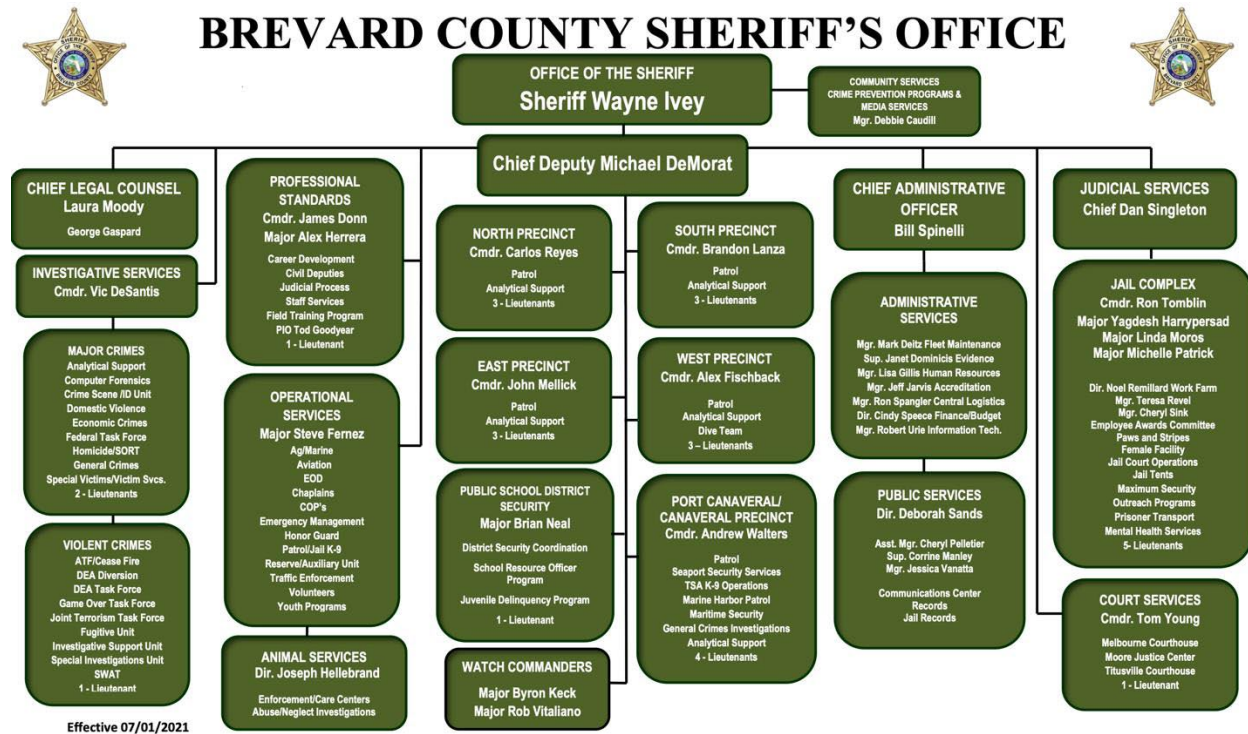 BREVARD COUNTY SHERIFF'S OFFICE
OFFICE OF THE SHERIFF
Sheriff Wayne Ivey
COMMUNITY SERVICES
CRIME PREVENTION PROGRAMS &
MEDIA SERVICES
Mgr. Debbie Caudill
Chief Deputy Michael DeMorat
CHIEF LEGAL COUNSEL
Laura Moody
George Gaspard
INVESTIGATIVE SERVICES
Cmdr. Vic DeSantis
MAJOR CRIMES
Analytical Support
Computer Forensics
Crime Scene /ID Unit
Domestic Violence
Economic Crimes
Federal Task Force
Homicide/SORT
General Crimes
Special Victims/Victim Svcs.
2 - Lieutenants
VIOLENT CRIMES
ATF/Cease Fire
DEA Diversion
DEA Task Force
Game Over Task Force
Joint Terrorism Task Force
Fugitive Unit
Investigative Support Unit
Special Investigations Unit
SWAT
1 - Lieutenant
PROFESSIONAL
STANDARDS
Cmdr. James Donn
Major Alex Herrera
Career Development
Civil Deputies
Judicial Process
Staff Services
Field Training Program
PIO Tod Goodyear
1 - Lieutenant
OPERATIONAL
SERVICES
Major Steve Fernez
Ag/Marine
Aviation
EOD
Chaplains
COP's
Emergency Management
Honor Guard
Patrol/Jail K-9
Reserve/Auxiliary Unit
Traffic Enforcement
Volunteers
Youth Programs
ANIMAL SERVICES
Dir. Joseph Hellebrand
Enforcement/Care Centers
Abuse/Neglect Investigations
NORTH PRECINCT
Cmdr. Carlos Reyes
Patrol
Analytical Support
3 - Lieutenants
SOUTH PRECINCT
Cmdr. Brandon Lanza
Patrol
Analytical Support
3 - Lieutenants
EAST PRECINCT
Cmdr. John Mellick
Patrol
Analytical Support
3 - Lieutenants
WEST PRECINCT
Cmdr. Alex Fischback
Patrol
Analytical Support
Dive Team
3 – Lieutenants
PUBLIC SCHOOL DISTRICT
SECURITY
Major Brian Neal
District Security Coordination
School Resource Officer
Program
Juvenile Delinquency Program
1 - Lieutenant
PORT CANAVERAL/
CANAVERAL PRECINCT
Cmdr. Andrew Walters
Patrol
Seaport Security Services
TSA K-9 Operations
Marine Harbor Patrol
Maritime Security
General Crimes Investigations
Analytical Support
4 - Lieutenants
WATCH COMMANDERS
Major Byron Keck
Major Rob Vitaliano
CHIEF ADMINISTRATIVE
OFFICER
Bill Spinelli
ADMINISTRATIVE
SERVICES
Mgr. Mark Deitz Fleet Maintenance
Sup. Janet Dominicis Evidence
Mgr. Lisa Gillis Human Resources
Mgr. Jeff Jarvis Accreditation
Mgr. Ron Spangler Central Logistics
Dir. Cindy Speece Finance/Budget
Mgr. Robert Urie Information Tech.
PUBLIC SERVICES
Dir. Deborah Sands
Asst. Mgr. Cheryl Pelletier
Sup. Corrine Manley
Mgr. Jessica Vanatta
Communications Center
Records
Jail Records
JUDICIAL SERVICES
Chief Dan Singleton
JAIL COMPLEX
Cmdr. Ron Tomblin
Major Yagdesh Harrypersad
Major Linda Moros
Major Michelle Patrick
Dir. Noel Remillard Work Farm
Mgr. Teresa Revel
Mgr. Cheryl Sink
Employee Awards Committee
Paws and Stripes
Female Facility
Jail Court Operations
Jail Tents
Maximum Security
Outreach Programs
Prisoner Transport
Mental Health Services
5- Lieutenants
COURT SERVICES
Cmdr. Tom Young
Melbourne Courthouse
Moore Justice Center
Titusville Courthouse
1 - Lieutenant
Effective 07/01/2021
SHERIFF
OFFICE OF THE
BREVARD COUNTY
SHERIFF
OFFICE OF THE
BREVARD COUNTY